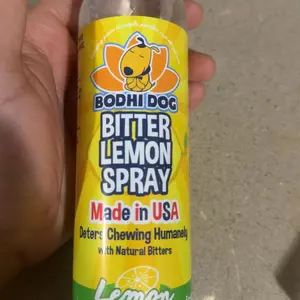 BODHI DOG
BITTER
LEMON
SPRAY
Made in USA
Deters Chewing Humanely
with Natural Bitters
Lemon